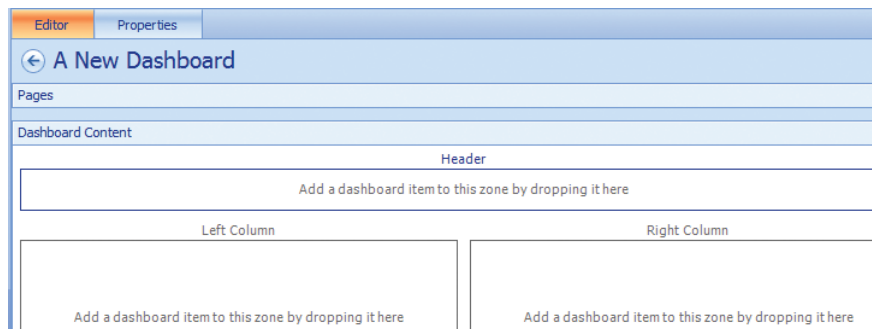 Editor Properties
A New Dashboard
Pages
Dashboard Content
Header
Add a dashboard item to this zone by dropping it here
Left Column Right Column
Add a dashboard item to this zone by dropping it here Add a dashboard item to this zone by dropping it here